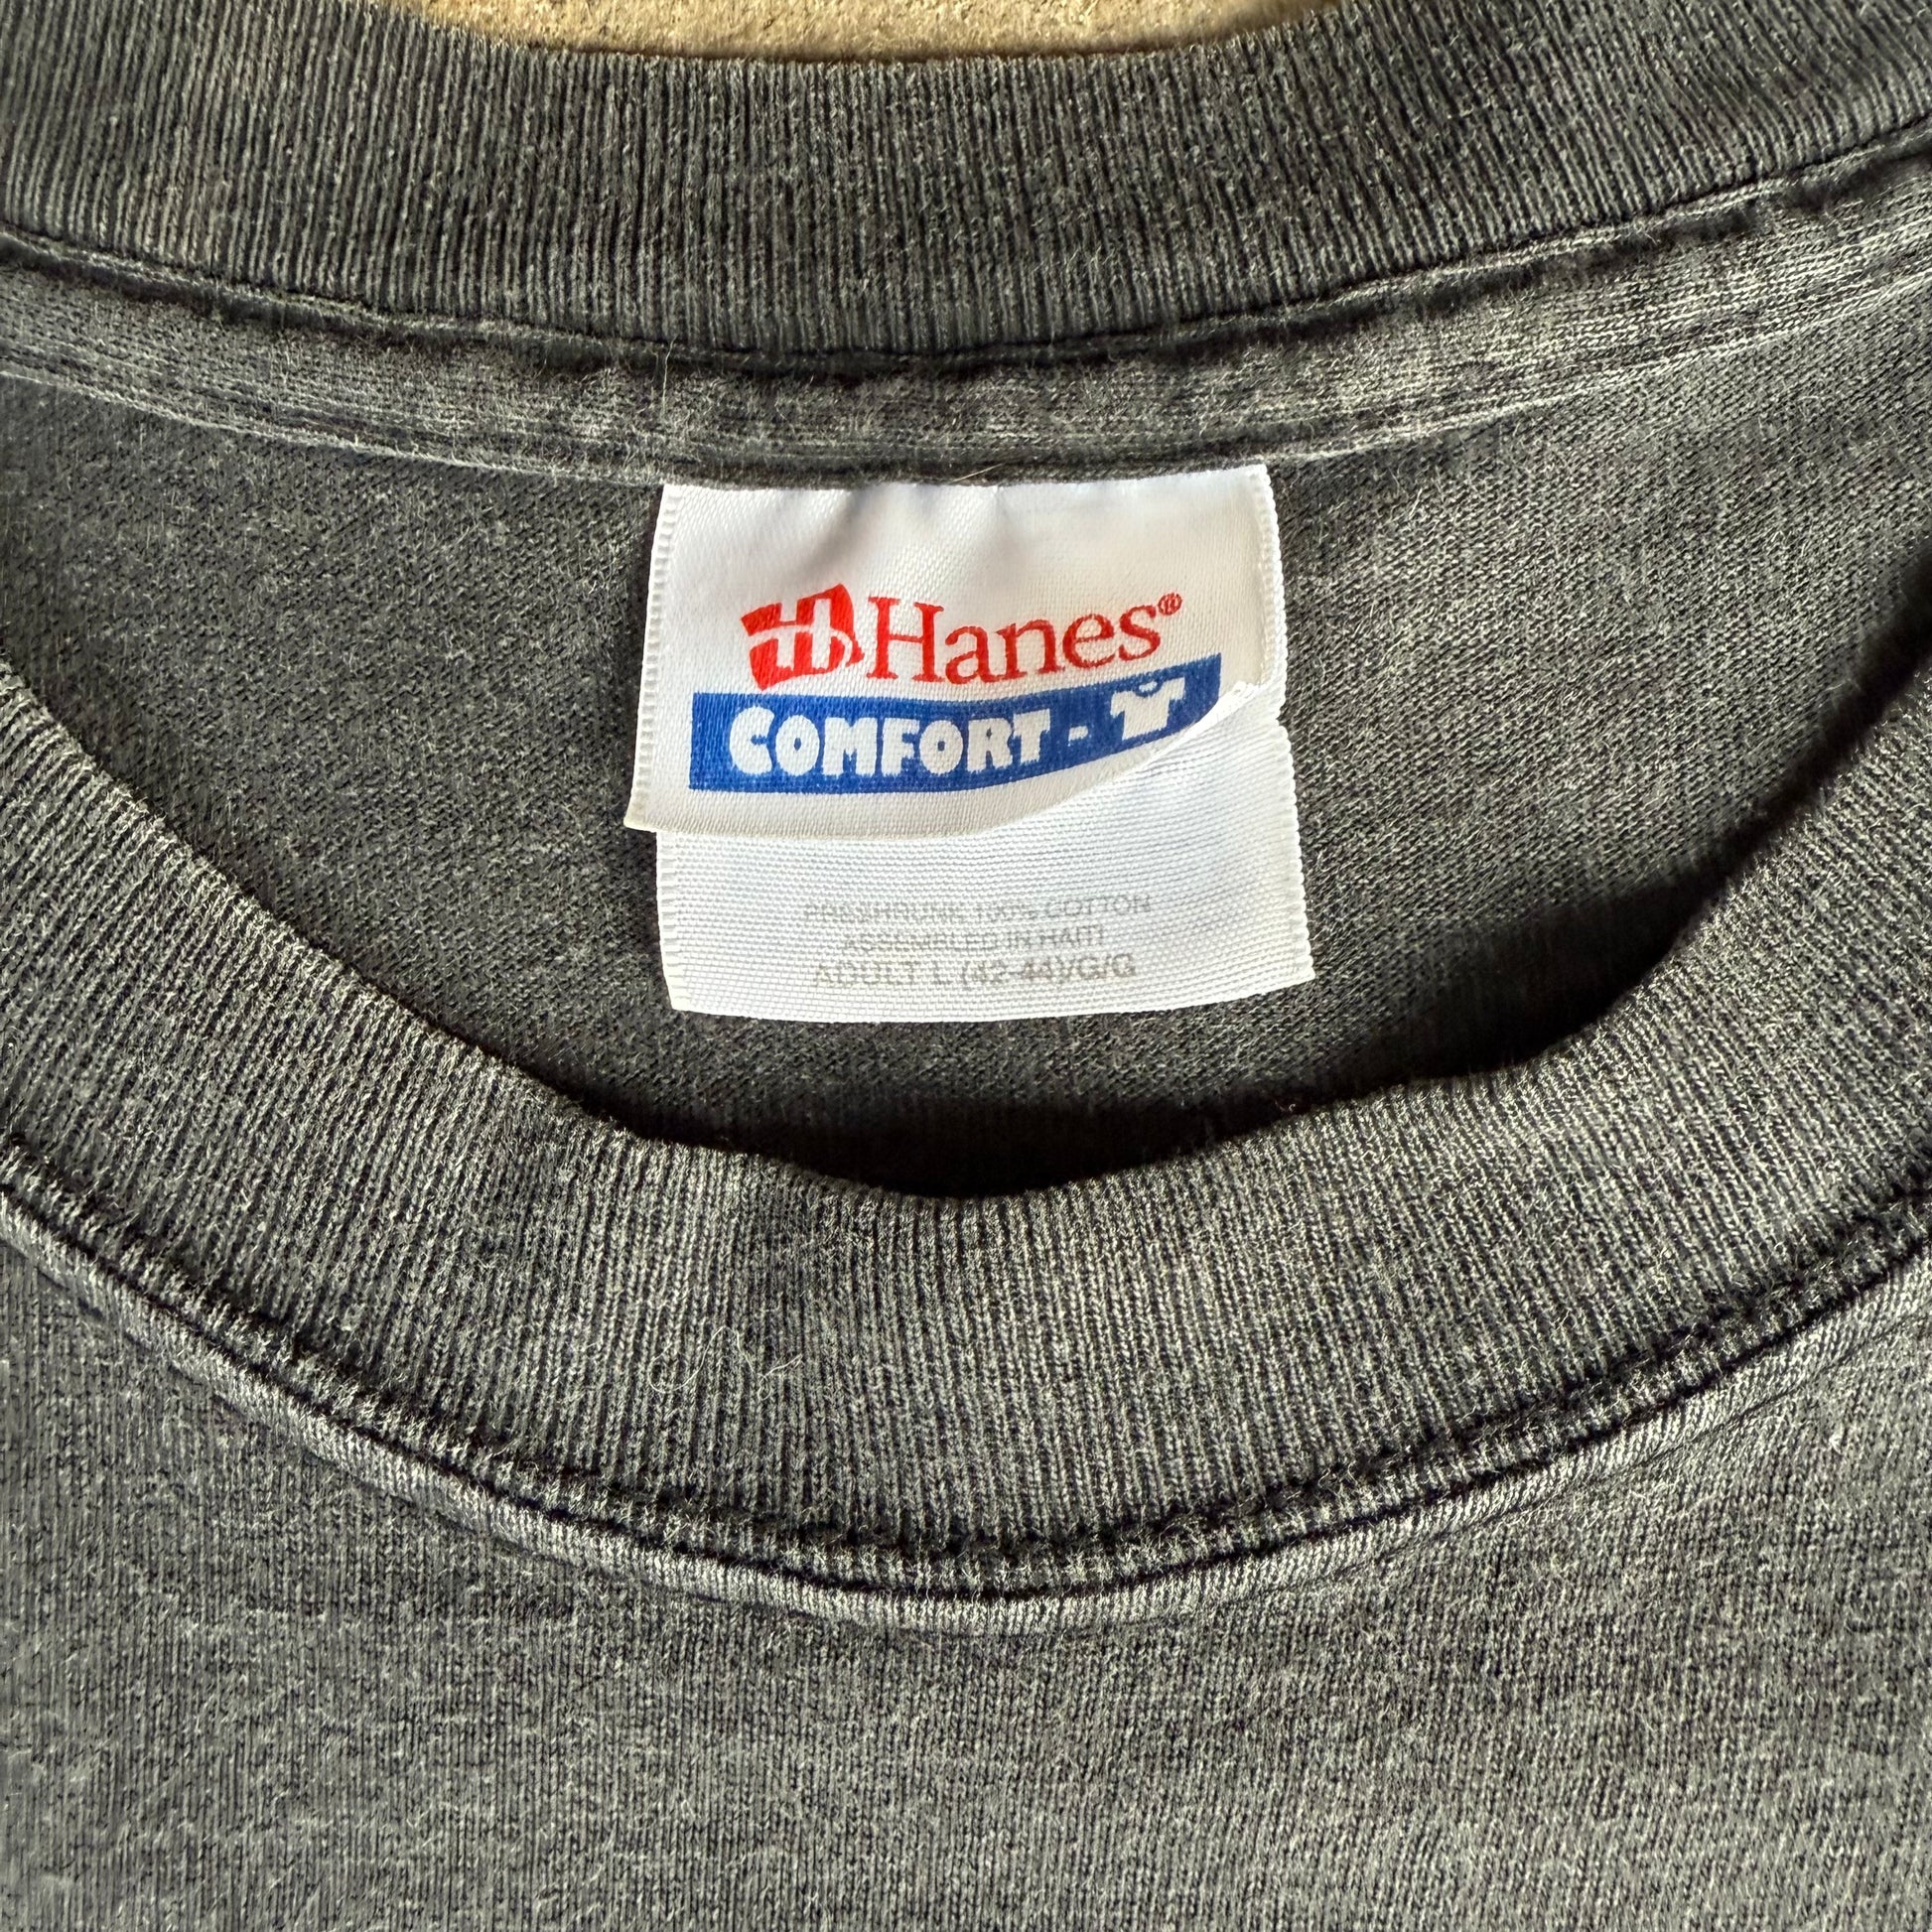 H Hanes®
COMFORT-
PRESHRUNK 100% COTTON
ASSEMBLED IN HAITI
ADULT L (42-44)/G/G